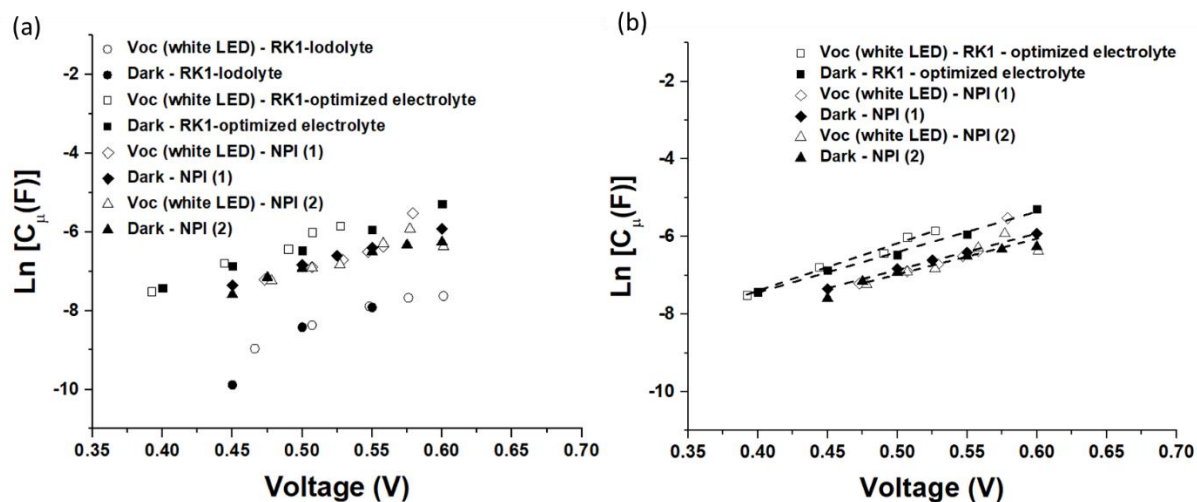 (a)
Voc (white LED) - RK1-Iodolyte
Dark - RK1-Iodolyte
Voc (white LED) - RK1-optimized electrolyte
Dark - RK1-optimized electrolyte
Voc (white LED) - NPI (1)
Dark - NPI (1)
Voc (white LED) - NPI (2)
Dark - NPI (2)
Ln [Cμ(F)]
-2
-4
-6
-8
-10
0.35 0.40 0.45 0.50 0.55 0.60 0.65 0.70
Voltage (V)
(b)
Voc (white LED) - RK1 - optimized electrolyte
Dark - RK1 - optimized electrolyte
Voc (white LED) - NPI (1)
Dark - NPI (1)
Voc (white LED) - NPI (2)
Dark - NPI (2)
Ln [Cμ(F)]
-2
-4
-6
-8
-10
0.35 0.40 0.45 0.50 0.55 0.60 0.65 0.70
Voltage (V)